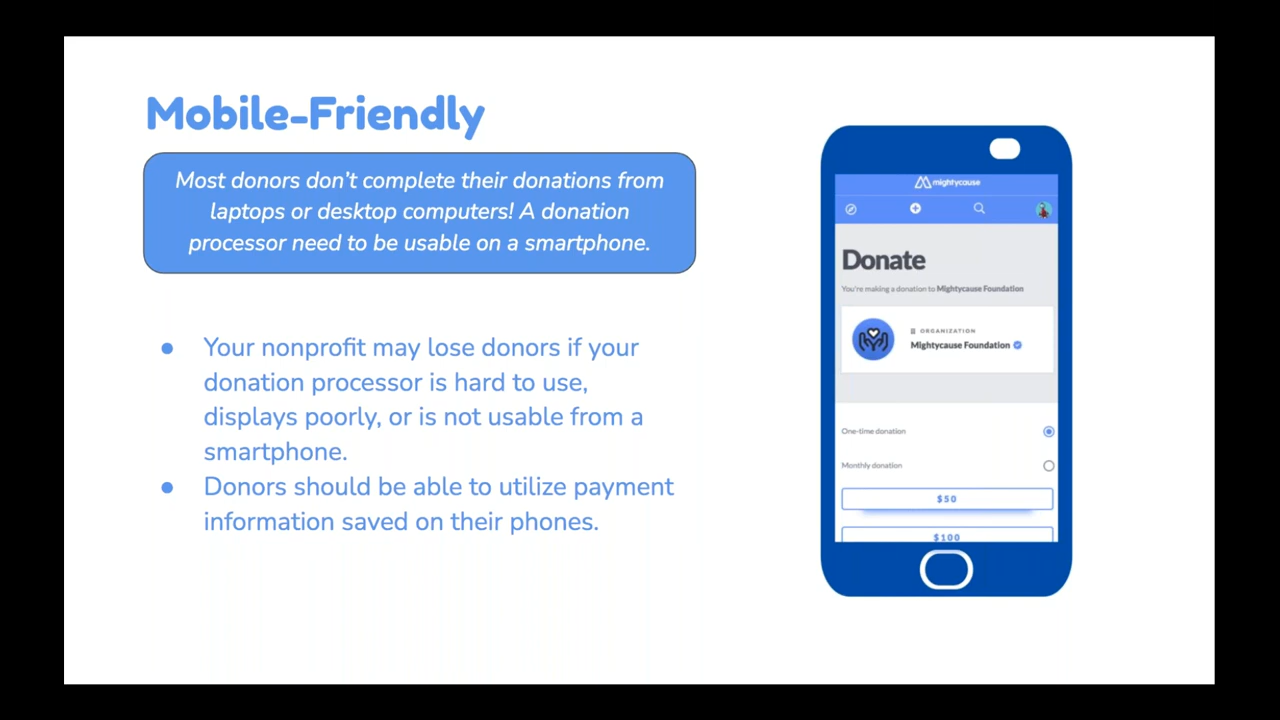 Mobile-Friendly
Most donors don’t complete their donations from
laptops or desktop computers! A donation
processor need to be usable on a smartphone.
● Your nonprofit may lose donors if your
donation processor is hard to use,
displays poorly, or is not usable from a
smartphone.
● Donors should be able to utilize payment
information saved on their phones.
mightycause
Donate
You're making a donation to Mightycause Foundation
ORGANIZATION
Mightycause Foundation
One-time donation
Monthly donation
$50
$100